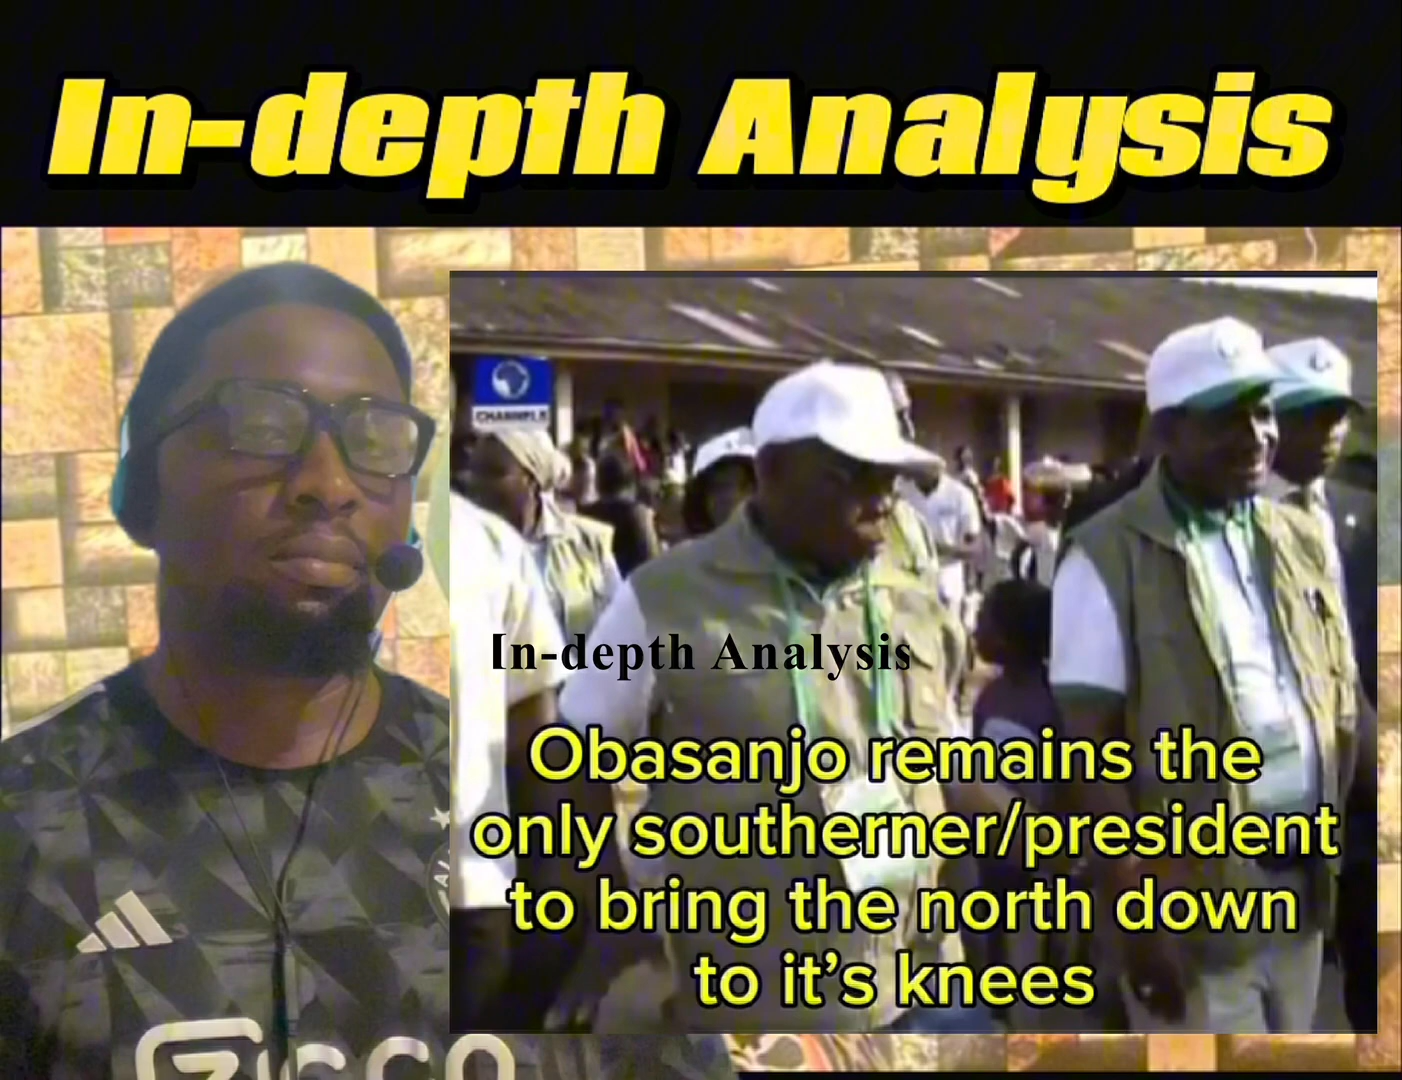 In-depth Analysis
CHANNELS
In-depth Analysis
Obasanjo remains the
only southerner/president
to bring the north down
to it's knees